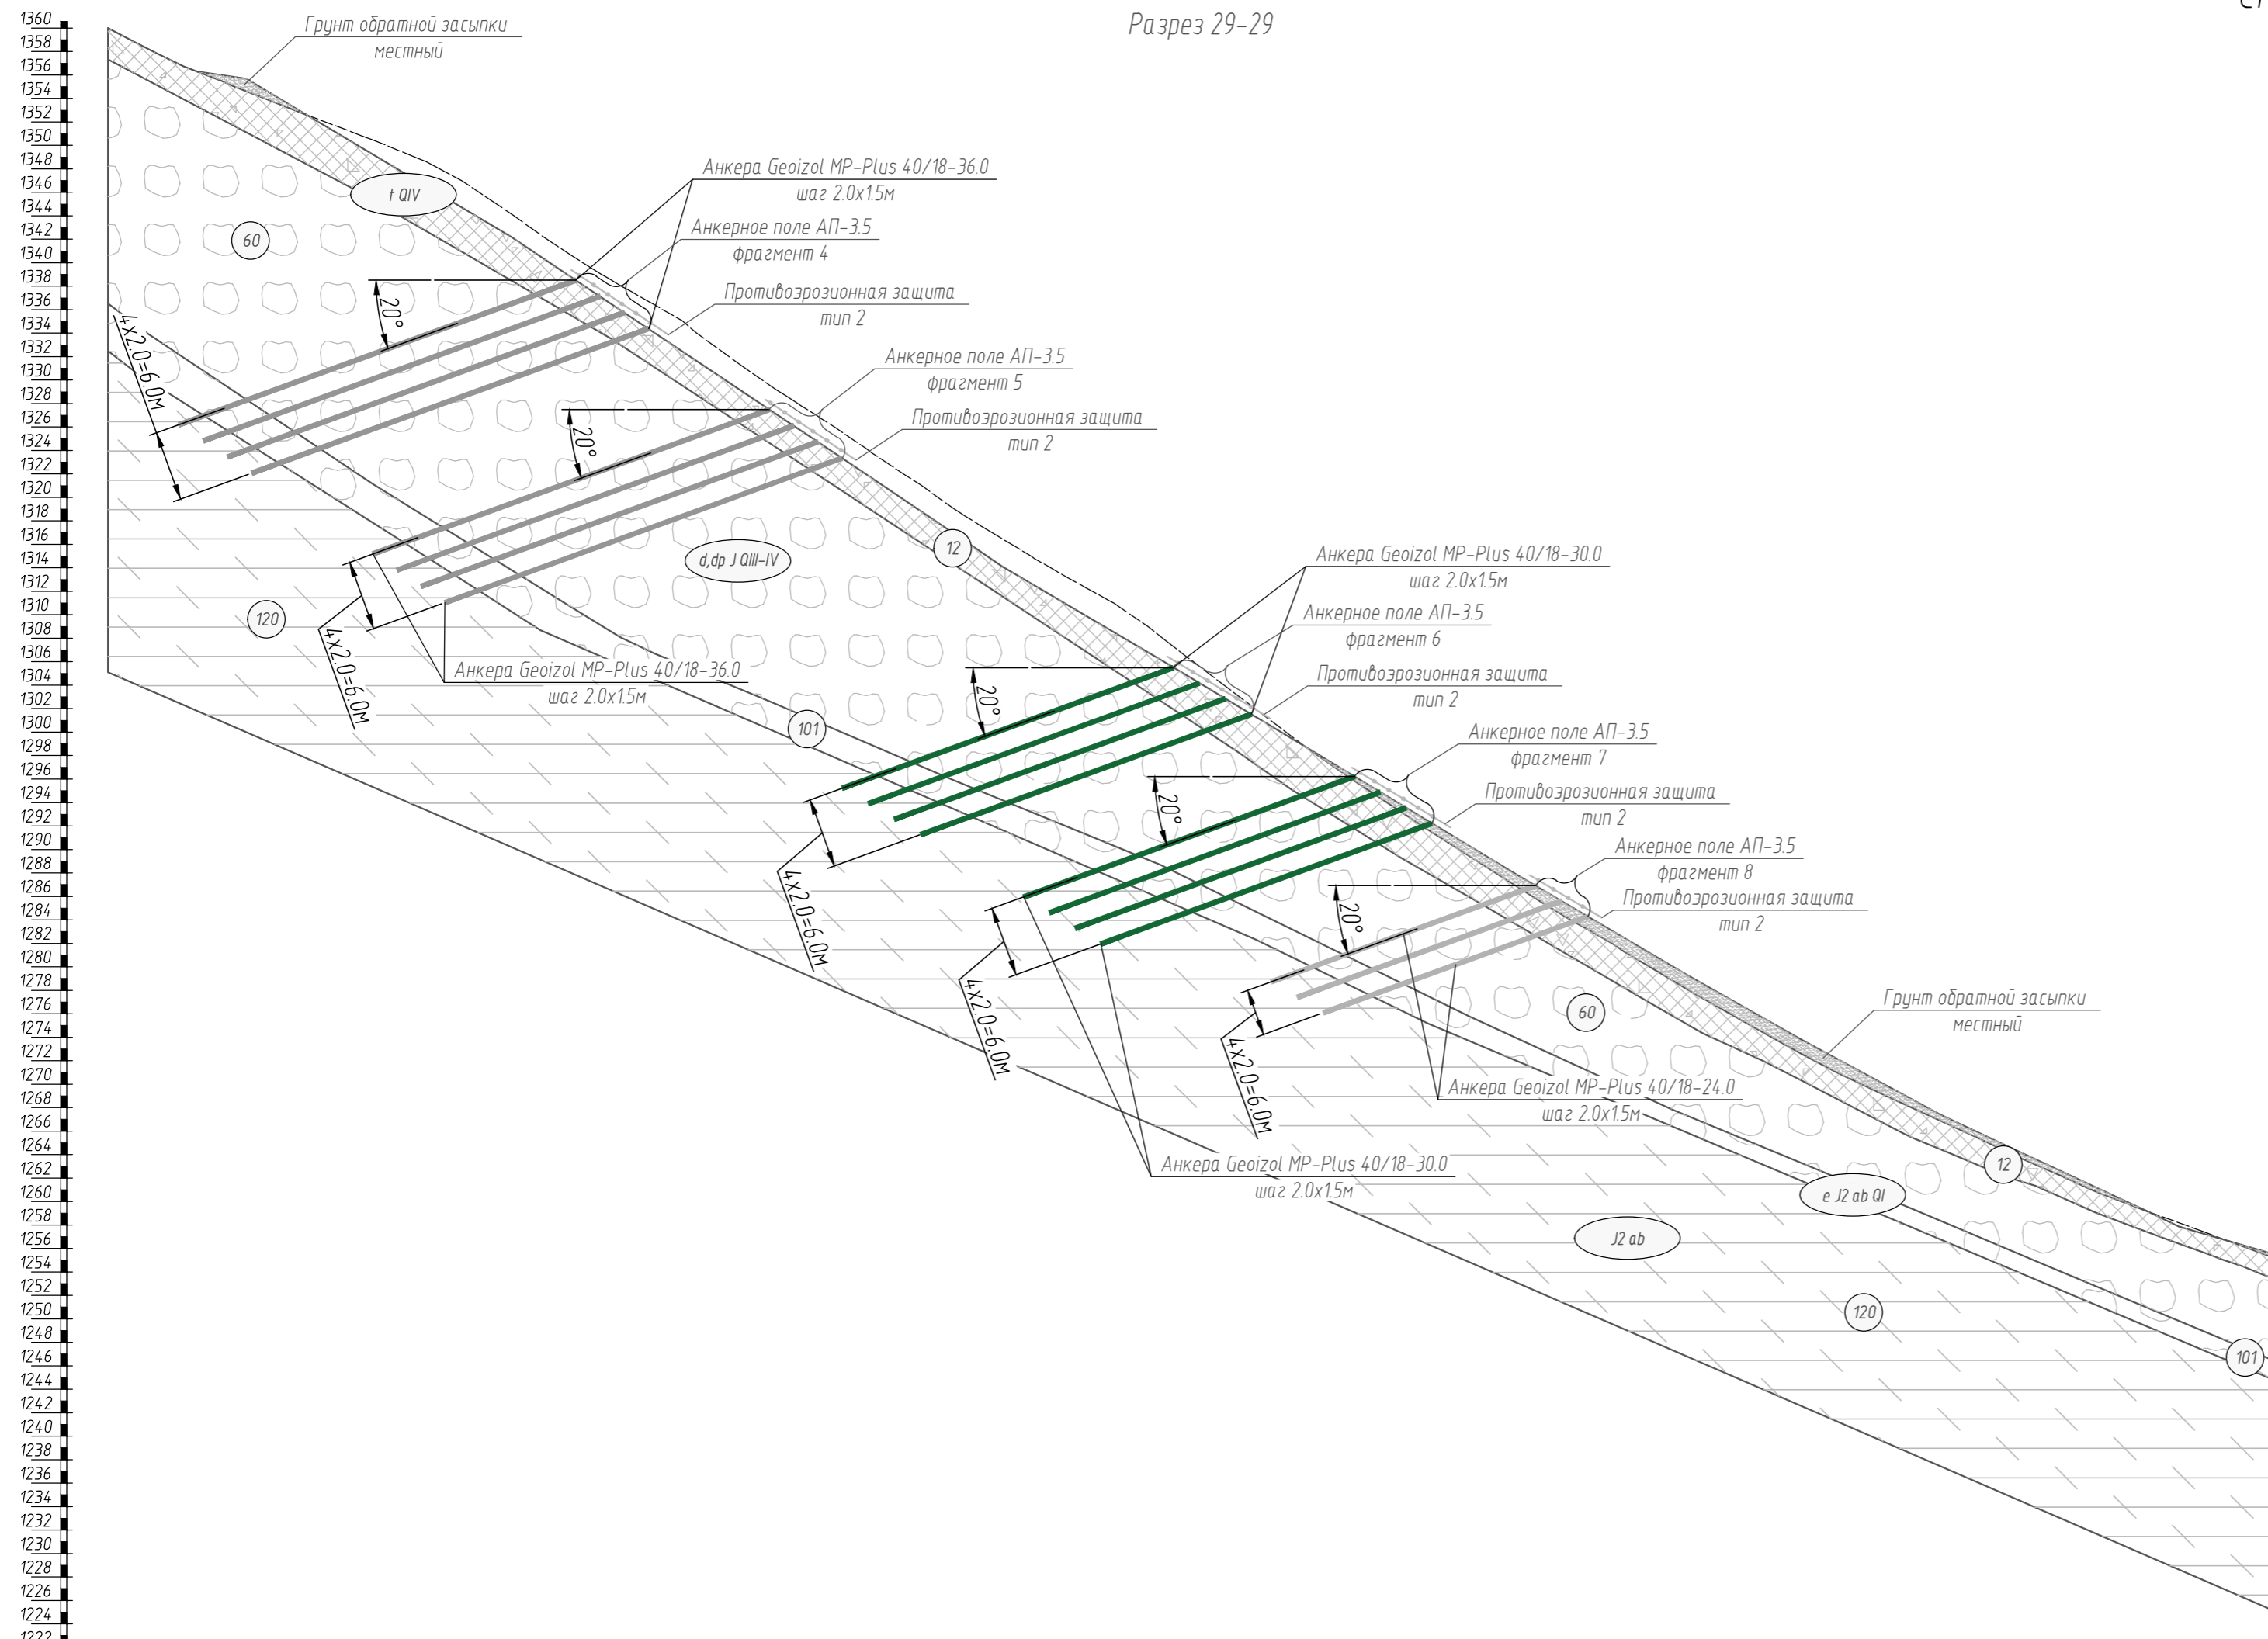 Разрез 29-29
Грунт обратной засыпки
местный
Анкера Geoizol MP-Plus 40/18-36.0
шаг 2.0х1.5м
Анкерное поле АП-3.5
фрагмент 4
Противоэрозионная защита
тип 2
Анкерное поле АП-3.5
фрагмент 5
Противоэрозионная защита
тип 2
Анкера Geoizol MP-Plus 40/18-30.0
шаг 2.0х1.5м
Анкерное поле АП-3.5
фрагмент 6
Противоэрозионная защита
тип 2
Анкерное поле АП-3.5
фрагмент 7
Противоэрозионная защита
тип 2
Анкерное поле АП-3.5
фрагмент 8
Противоэрозионная защита
тип 2
Грунт обратной засыпки
местный
Анкера Geoizol MP-Plus 40/18-36.0
шаг 2.0х1.5м
Анкера Geoizol MP-Plus 40/18-24.0
шаг 2.0х1.5м
Анкера Geoizol MP-Plus 40/18-30.0
шаг 2.0х1.5м
t QIV
60
20°
4х2.0=6.0м
20°
12
d,dp J QIII-IV
120
4х2.0=6.0м
101
20°
4х2.0=6.0м
20°
4х2.0=6.0м
20°
4х2.0=6.0м
60
12
e J2 ab QI
J2 ab
120
101
1360
1358
1356
1354
1352
1350
1348
1346
1344
1342
1340
1338
1336
1334
1332
1330
1328
1326
1324
1322
1320
1318
1316
1314
1312
1310
1308
1306
1304
1302
1300
1298
1296
1294
1292
1290
1288
1286
1284
1282
1280
1278
1276
1274
1272
1270
1268
1266
1264
1262
1260
1258
1256
1254
1252
1250
1248
1246
1244
1242
1240
1238
1236
1234
1232
1230
1228
1226
1224
1222